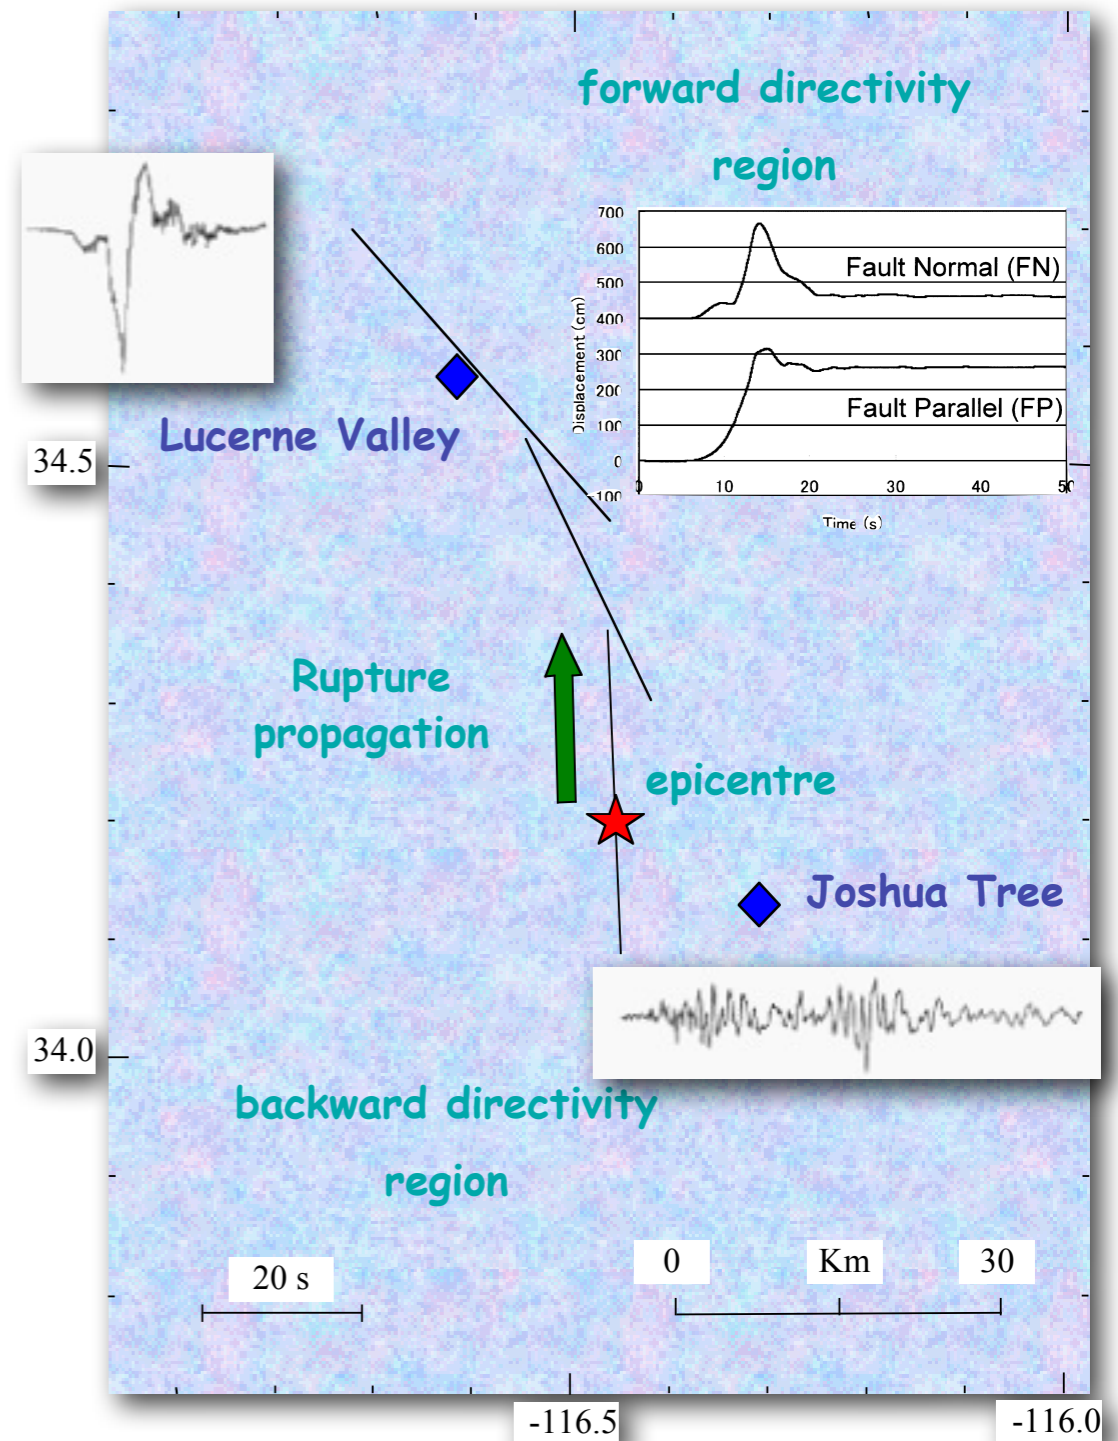 forward directivity
region
700
600
500
400
300
200
100
0
-100
Displacement (cm)
Fault Normal (FN)
Fault Parallel (FP)
0 10 20 30 40 50
Time (s)
Lucerne Valley
34.5
Rupture
propagation
epicentre
Joshua Tree
34.0
backward directivity
region
20 s
0 Km 30
-116.5 -116.0